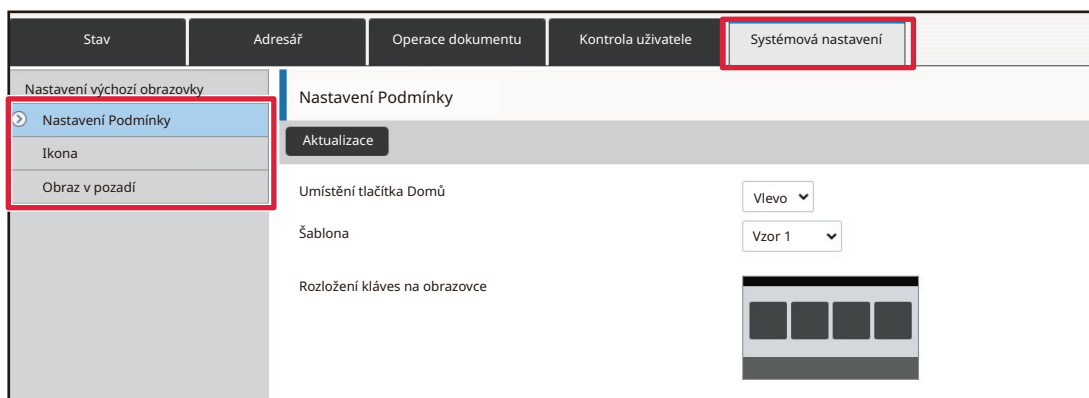 Stav
Adresář
Operace dokumentu
Kontrola uživatele
Systémová nastavení
Nastavení výchozí obrazovky
Nastavení Podmínky
Ikona
Obraz v pozadí
Nastavení Podmínky
Aktualizace
Umístění tlačítka Domů
Vlevo
Šablona
Vzor 1
Rozložení kláves na obrazovce